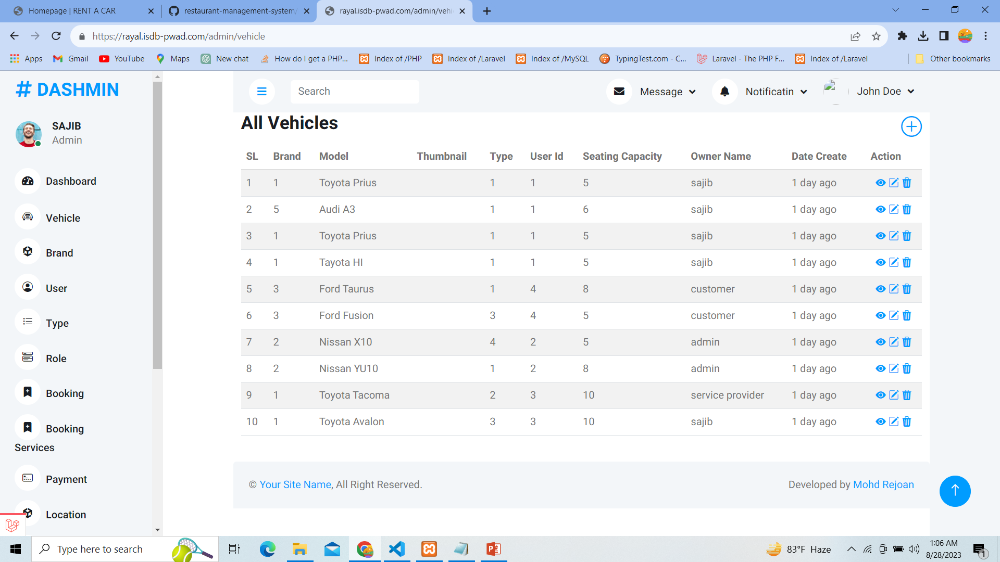 Homepage | RENT A CAR
restaurant-management-system/
rayal.isdb-pwad.com/admin/vehi
https://rayal.isdb-pwad.com/admin/vehicle
Apps Gmail YouTube Maps New chat How do I get a PHP... Index of /PHP Index of /Laravel Index of /MySQL TypingTest.com - C... Laravel - The PHP F... Index of /Laravel Other bookmarks
# DASHMIN
SAJIB
Admin
Dashboard
Vehicle
Brand
User
Type
Role
Booking
Booking
Services
Payment
Location
Search
Message
Notificatin
John Doe
All Vehicles
SL Brand Model Thumbnail Type User Id Seating Capacity Owner Name Date Create Action
1 1 Toyota Prius 1 1 5 sajib 1 day ago
2 5 Audi A3 1 1 6 sajib 1 day ago
3 1 Toyota Prius 1 1 5 sajib 1 day ago
4 1 Tayota HI 1 1 5 sajib 1 day ago
5 3 Ford Taurus 1 4 8 customer 1 day ago
6 3 Ford Fusion 3 4 5 customer 1 day ago
7 2 Nissan X10 4 2 5 admin 1 day ago
8 2 Nissan YU10 1 2 8 admin 1 day ago
9 1 Toyota Tacoma 2 3 10 service provider 1 day ago
10 1 Toyota Avalon 3 3 10 sajib 1 day ago
© Your Site Name, All Right Reserved.
Developed by Mohd Rejoan
Type here to search
83°F Haze
1:06 AM
8/28/2023
1